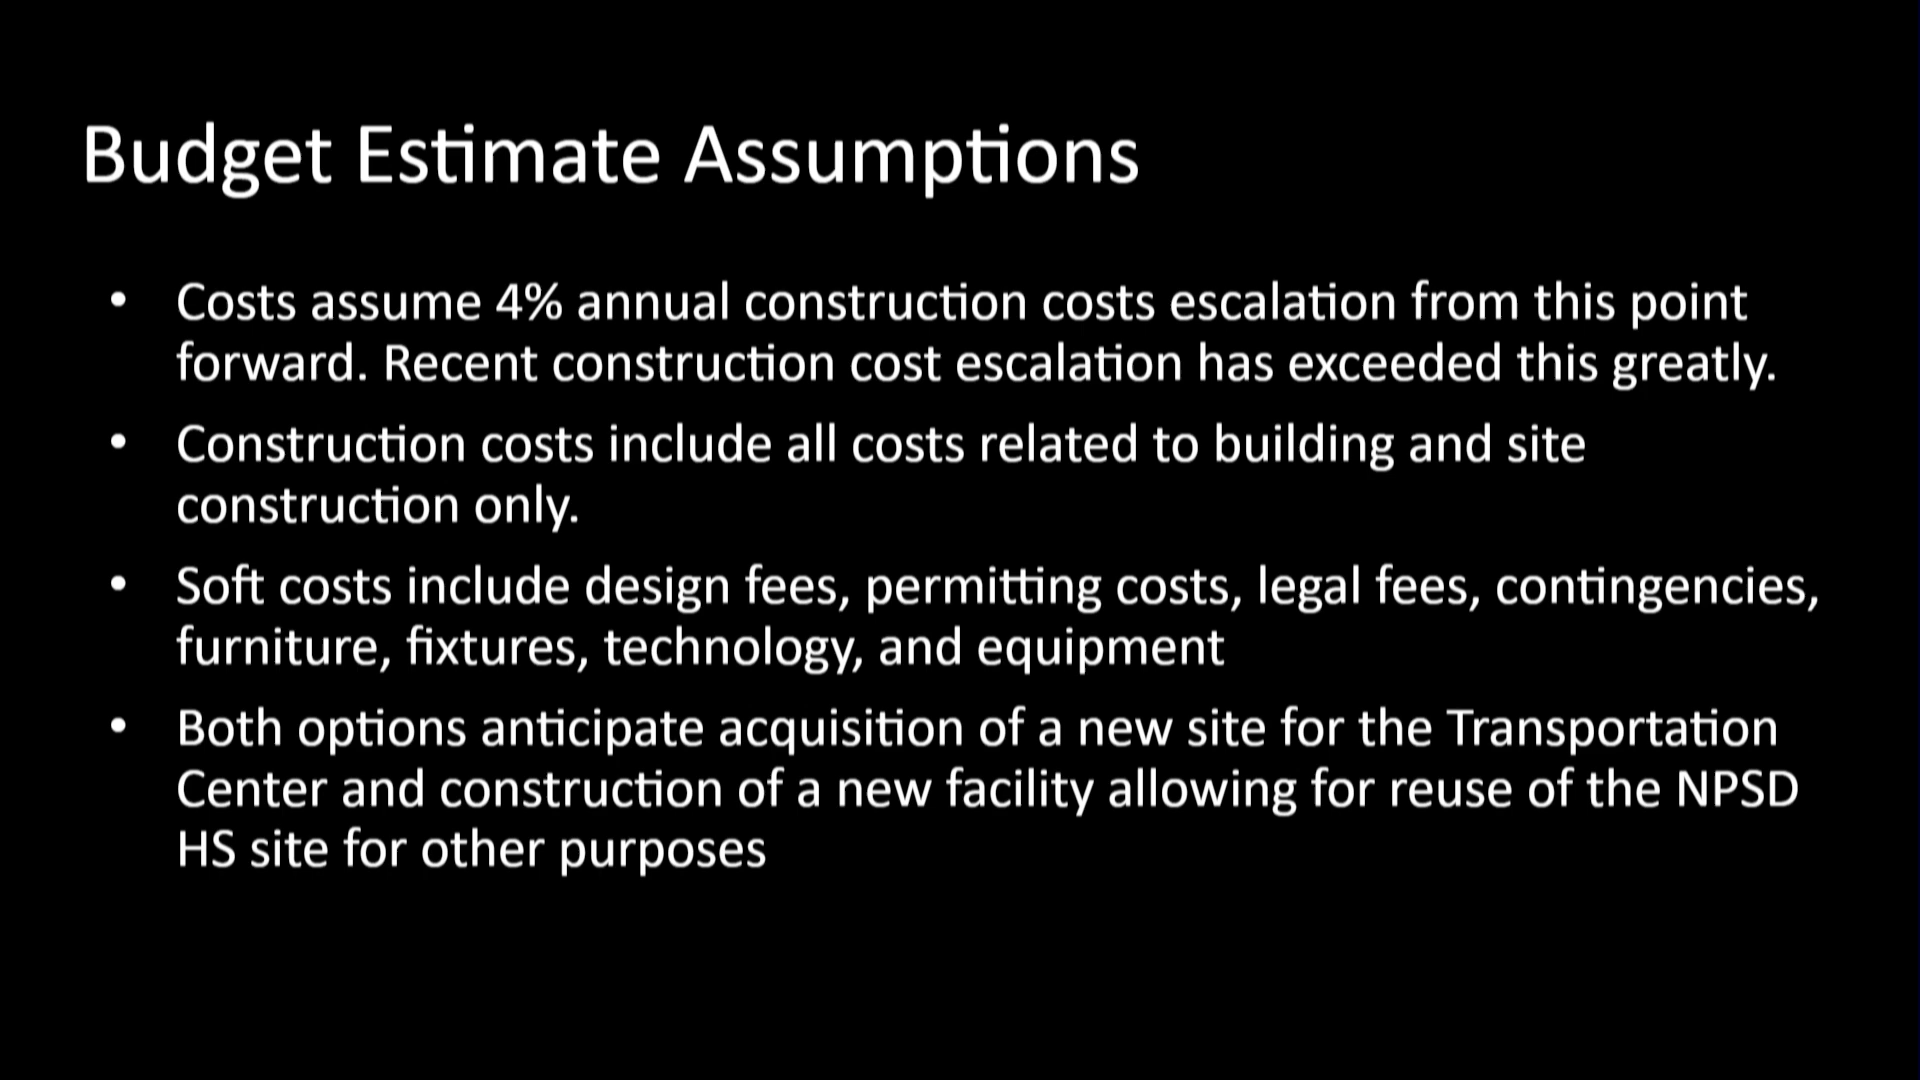 Budget Estimate Assumptions
• Costs assume 4% annual construction costs escalation from this point
forward. Recent construction cost escalation has exceeded this greatly.
• Construction costs include all costs related to building and site
construction only.
• Soft costs include design fees, permitting costs, legal fees, contingencies,
furniture, fixtures, technology, and equipment
• Both options anticipate acquisition of a new site for the Transportation
Center and construction of a new facility allowing for reuse of the NPSD
HS site for other purposes